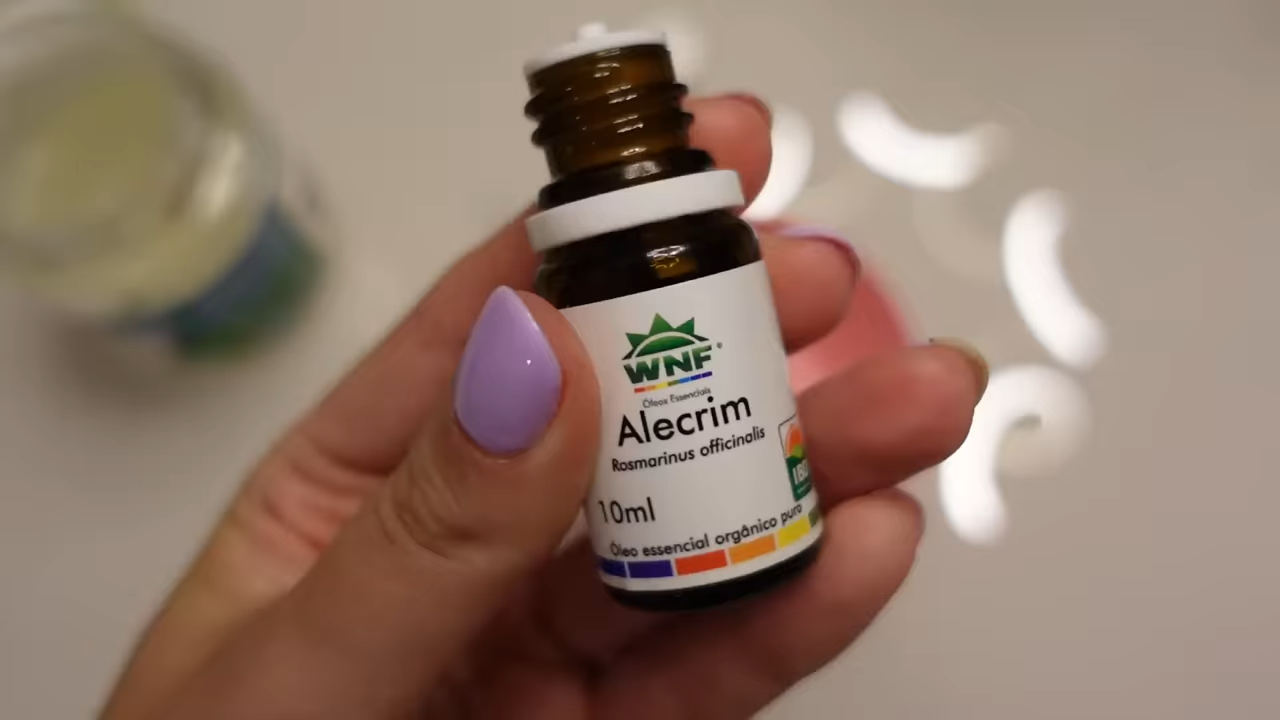 WNF®
Óleos Essenciais
Alecrim
Rosmarinus officinalis
10ml
Óleo essencial orgânico puro